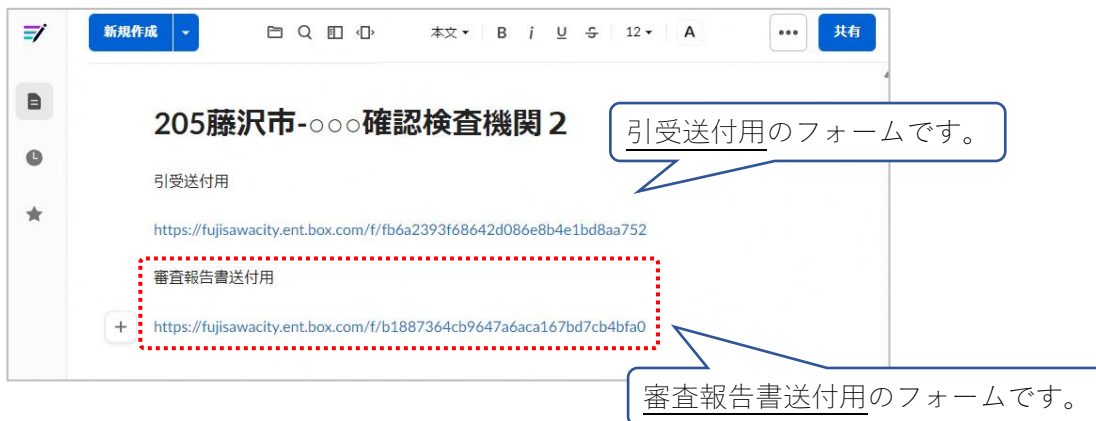 新規作成
本文 B i U S 12 A
共有
205藤沢市-○○○確認検査機関２
引受送付用のフォームです。
引受送付用
https://fujisawacity.ent.box.com/f/fb6a2393f68642d086e8b4e1bd8aa752
審査報告書送付用
https://fujisawacity.ent.box.com/f/b1887364cb9647a6aca167bd7cb4bfa0
審査報告書送付用のフォームです。